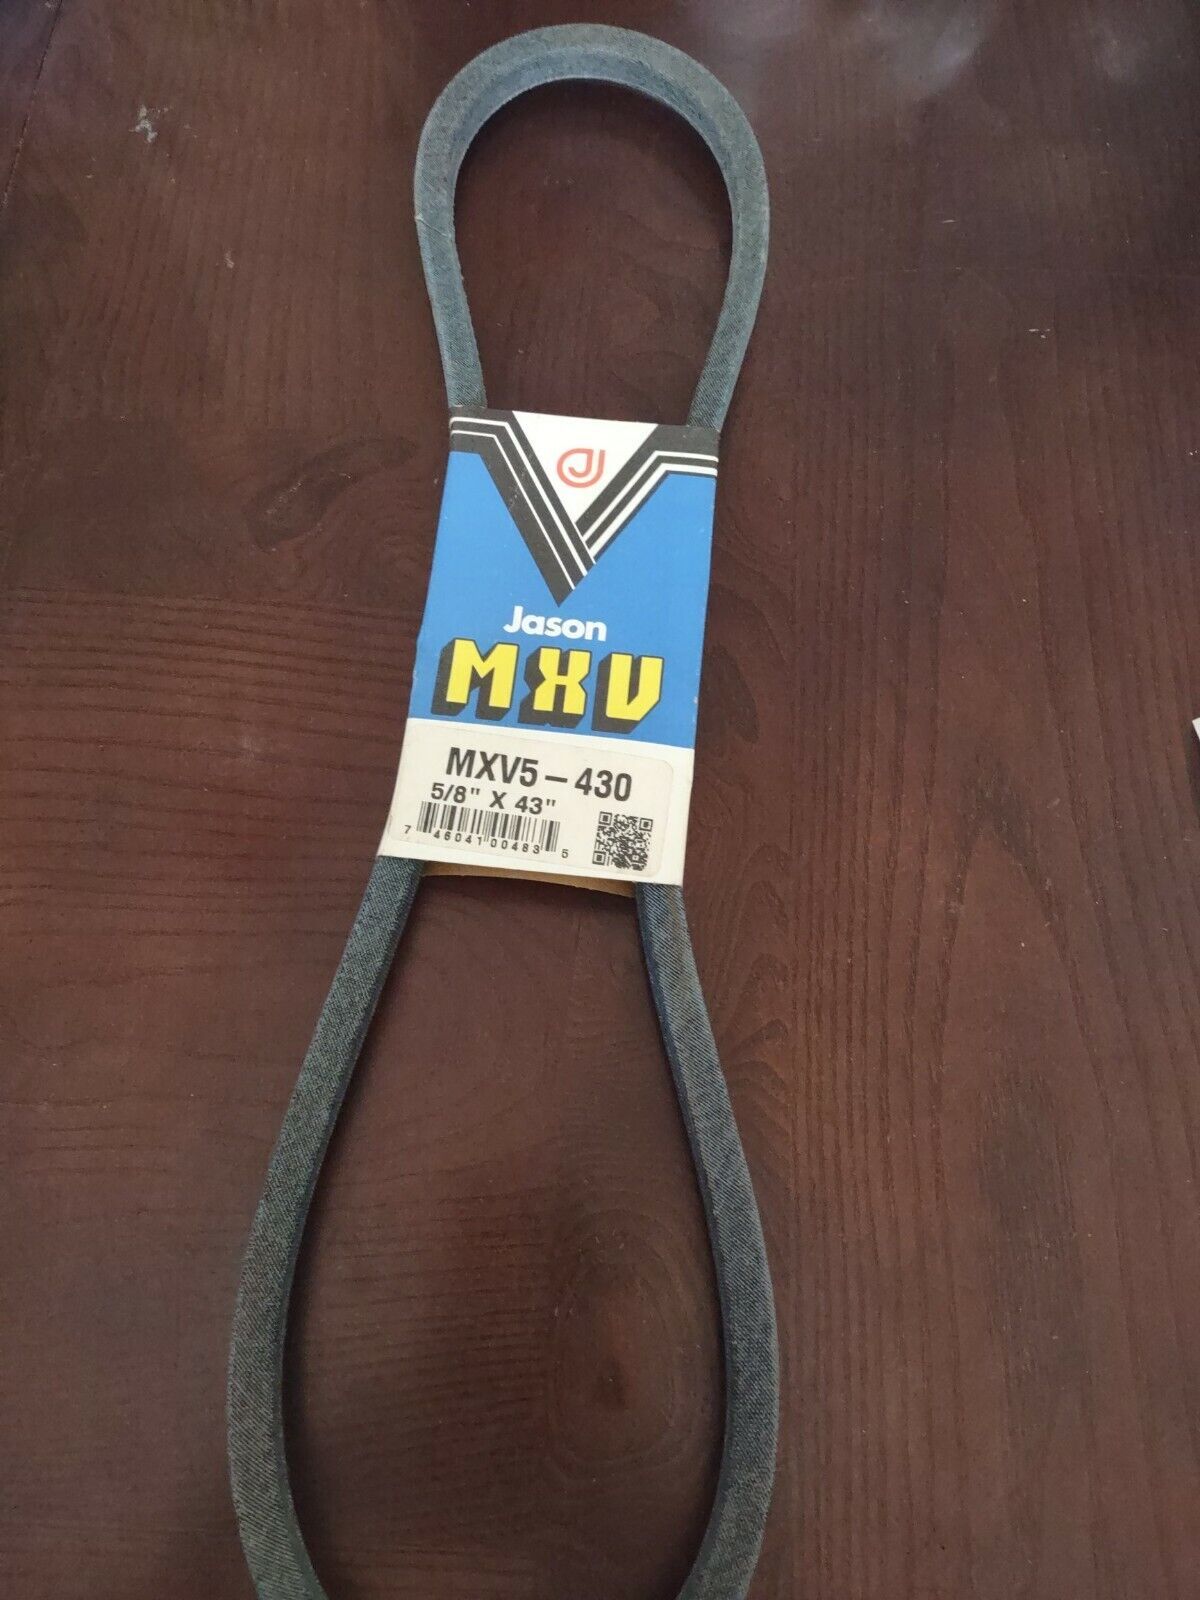 Jason
MXV
MXV5-430
5/8" X 43"
7 46041 00483 5